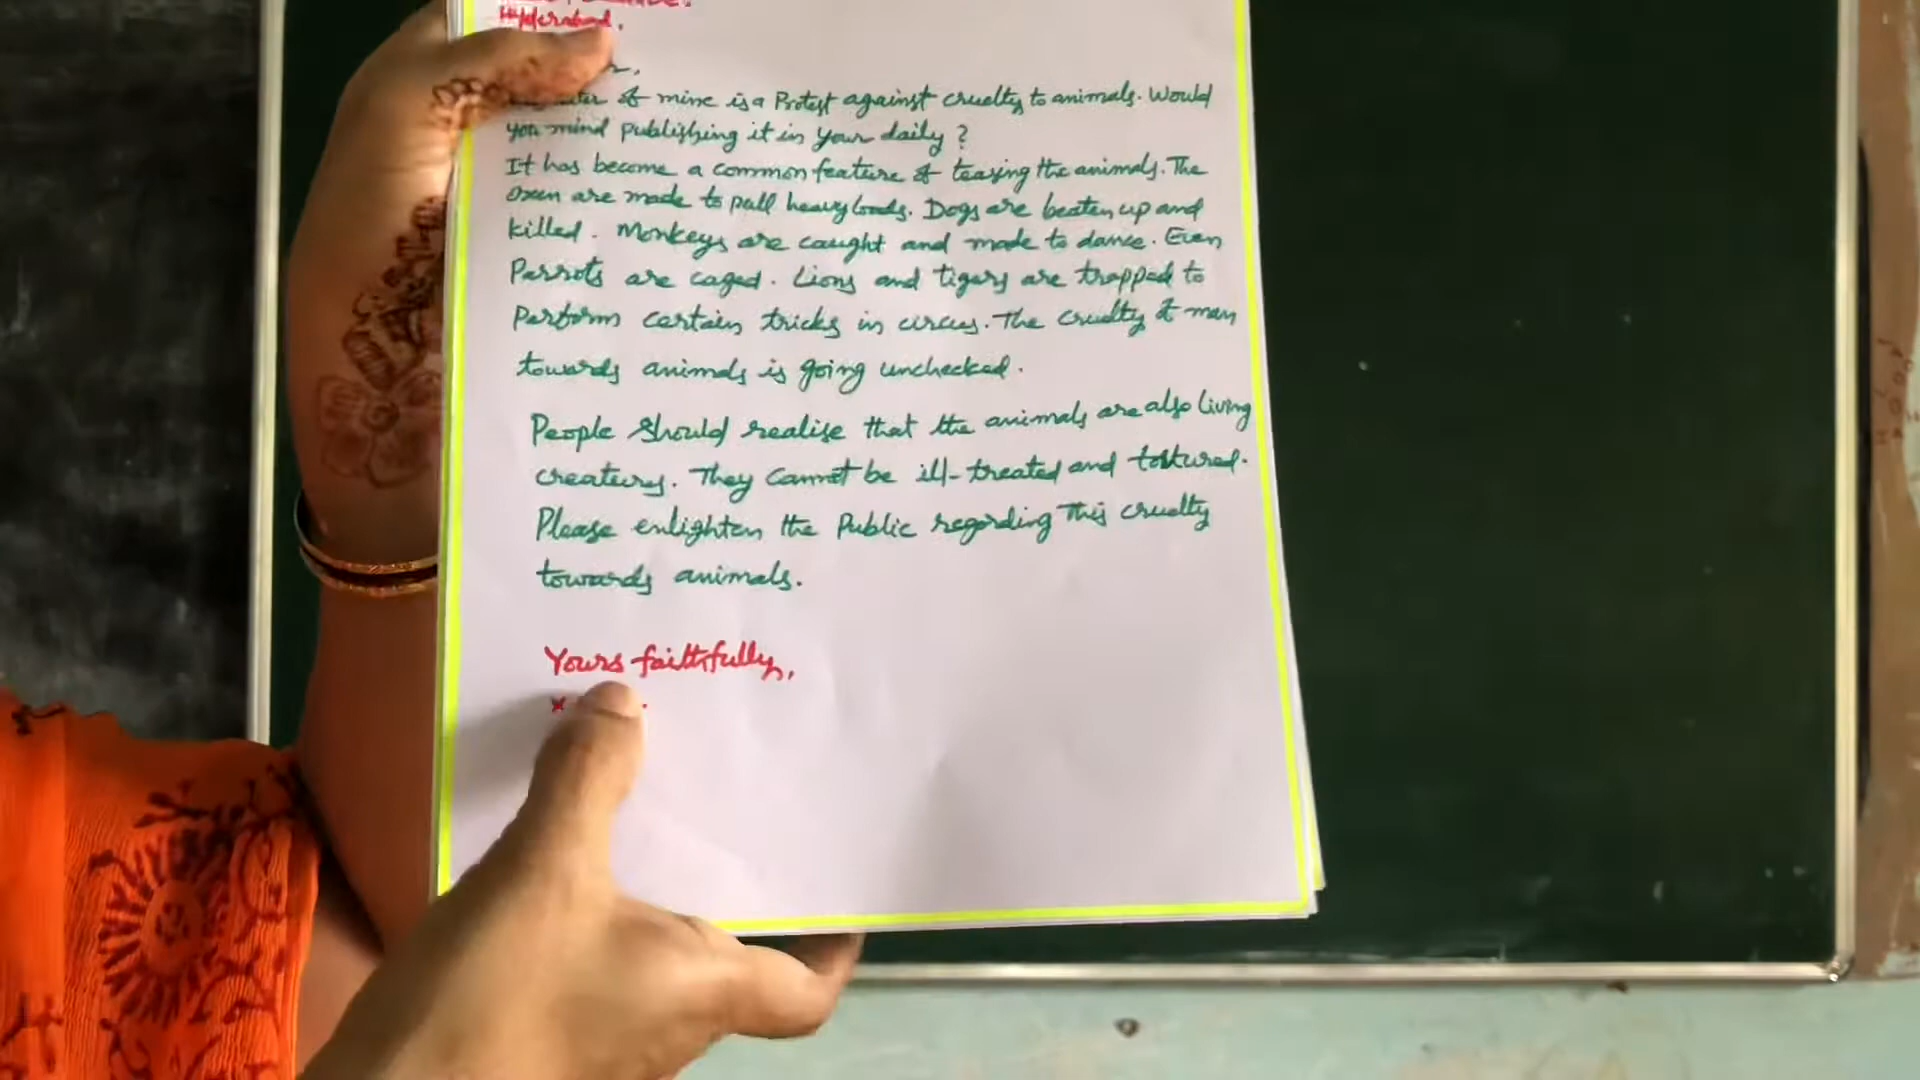 Hyderabad.
of mine is a Protest against cruelty to animals. Would
you mind publishing it in your daily ?
It has become a common feature of teasing the animals. The
Oxen are made to pull heavy loads. Dogs are beaten up and
killed. Monkeys are caught and made to dance. Even
Parrots are caged. Lions and tigers are trapped to
Perform certain tricks in circus. The cruelty of man
towards animals is going unchecked.
People should realise that the animals are also living
creatures. They cannot be ill-treated and tortured.
Please enlighten the Public regarding this cruelty
towards animals.
Yours faithfully,